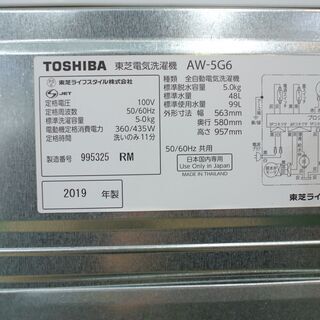 TOSHIBA 東芝電気洗濯機 AW-5G6
東芝ライフスタイル株式会社
JET
定格電圧 100V
定格周波数 50/60Hz
標準洗濯容量 5.0kg
電動機定格消費電力 360/435W
定格時間 洗いのみ11分
製造番号 995325 RM
2019 年製
種類 全自動電気洗濯機
標準脱水容量 5.0kg
標準水量 48L
標準使用水量 99L
外形寸法 幅 563mm
奥行 580mm
高さ 957mm
50/60Hz 共用
日本国内専用
Use Only in Japan
MADE IN THAILAND
東芝ライフス